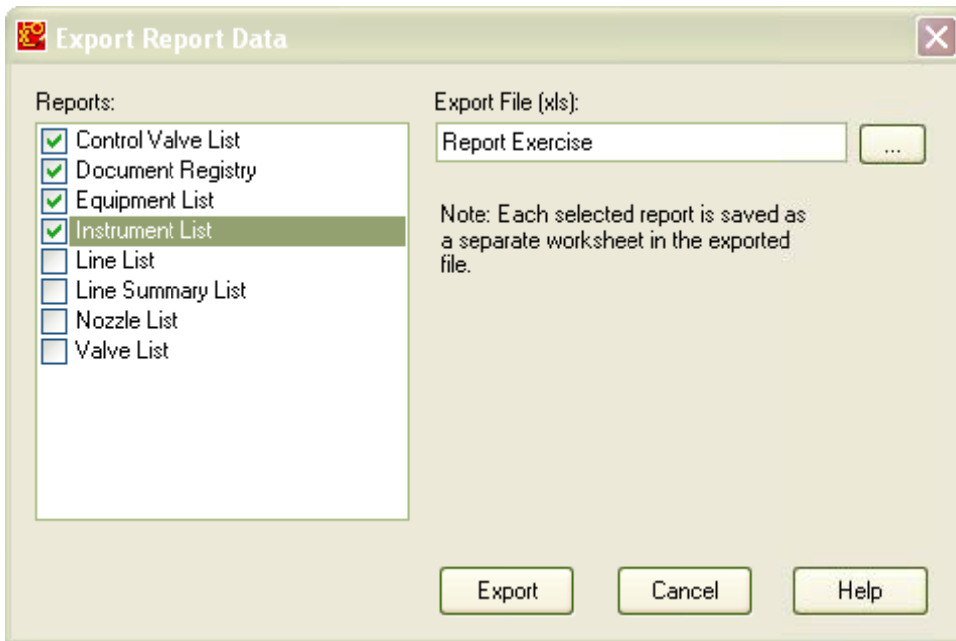 Export Report Data
Reports:
Control Valve List
Document Registry
Equipment List
Instrument List
Line List
Line Summary List
Nozzle List
Valve List
Export File (xls):
Report Exercise
...
Note: Each selected report is saved as
a separate worksheet in the exported
file.
Export
Cancel
Help